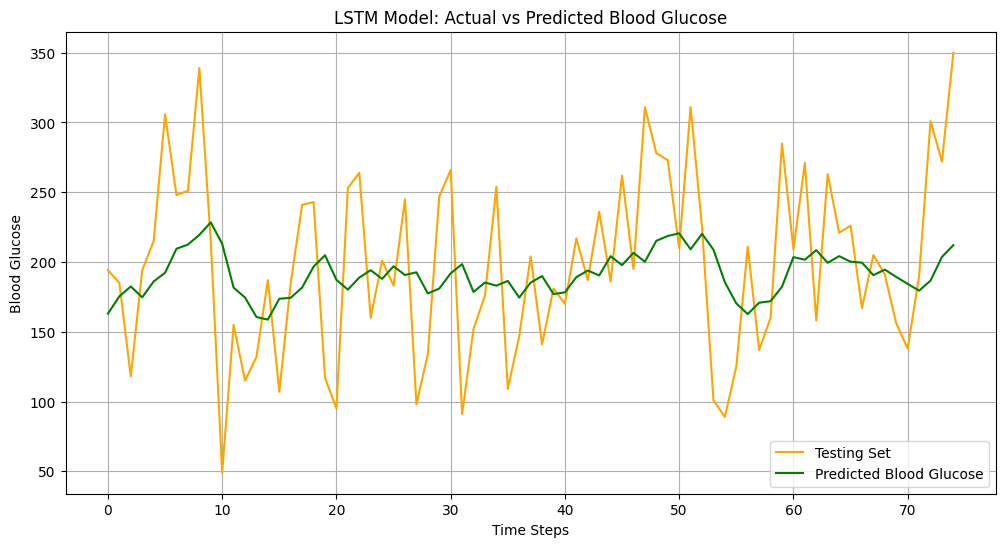 LSTM Model: Actual vs Predicted Blood Glucose
350
300
250
200
150
100
50
Blood Glucose
0 10 20 30 40 50 60 70
Time Steps
Testing Set
Predicted Blood Glucose